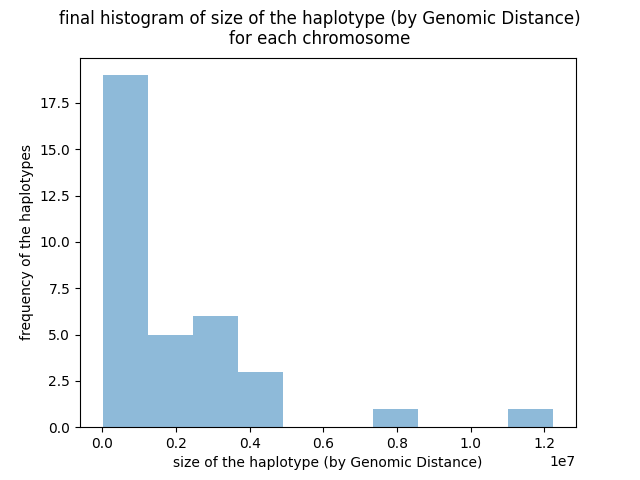 final histogram of size of the haplotype (by Genomic Distance)
for each chromosome
frequency of the haplotypes
17.5
15.0
12.5
10.0
7.5
5.0
2.5
0.0
0.0 0.2 0.4 0.6 0.8 1.0 1.2
1e7
size of the haplotype (by Genomic Distance)